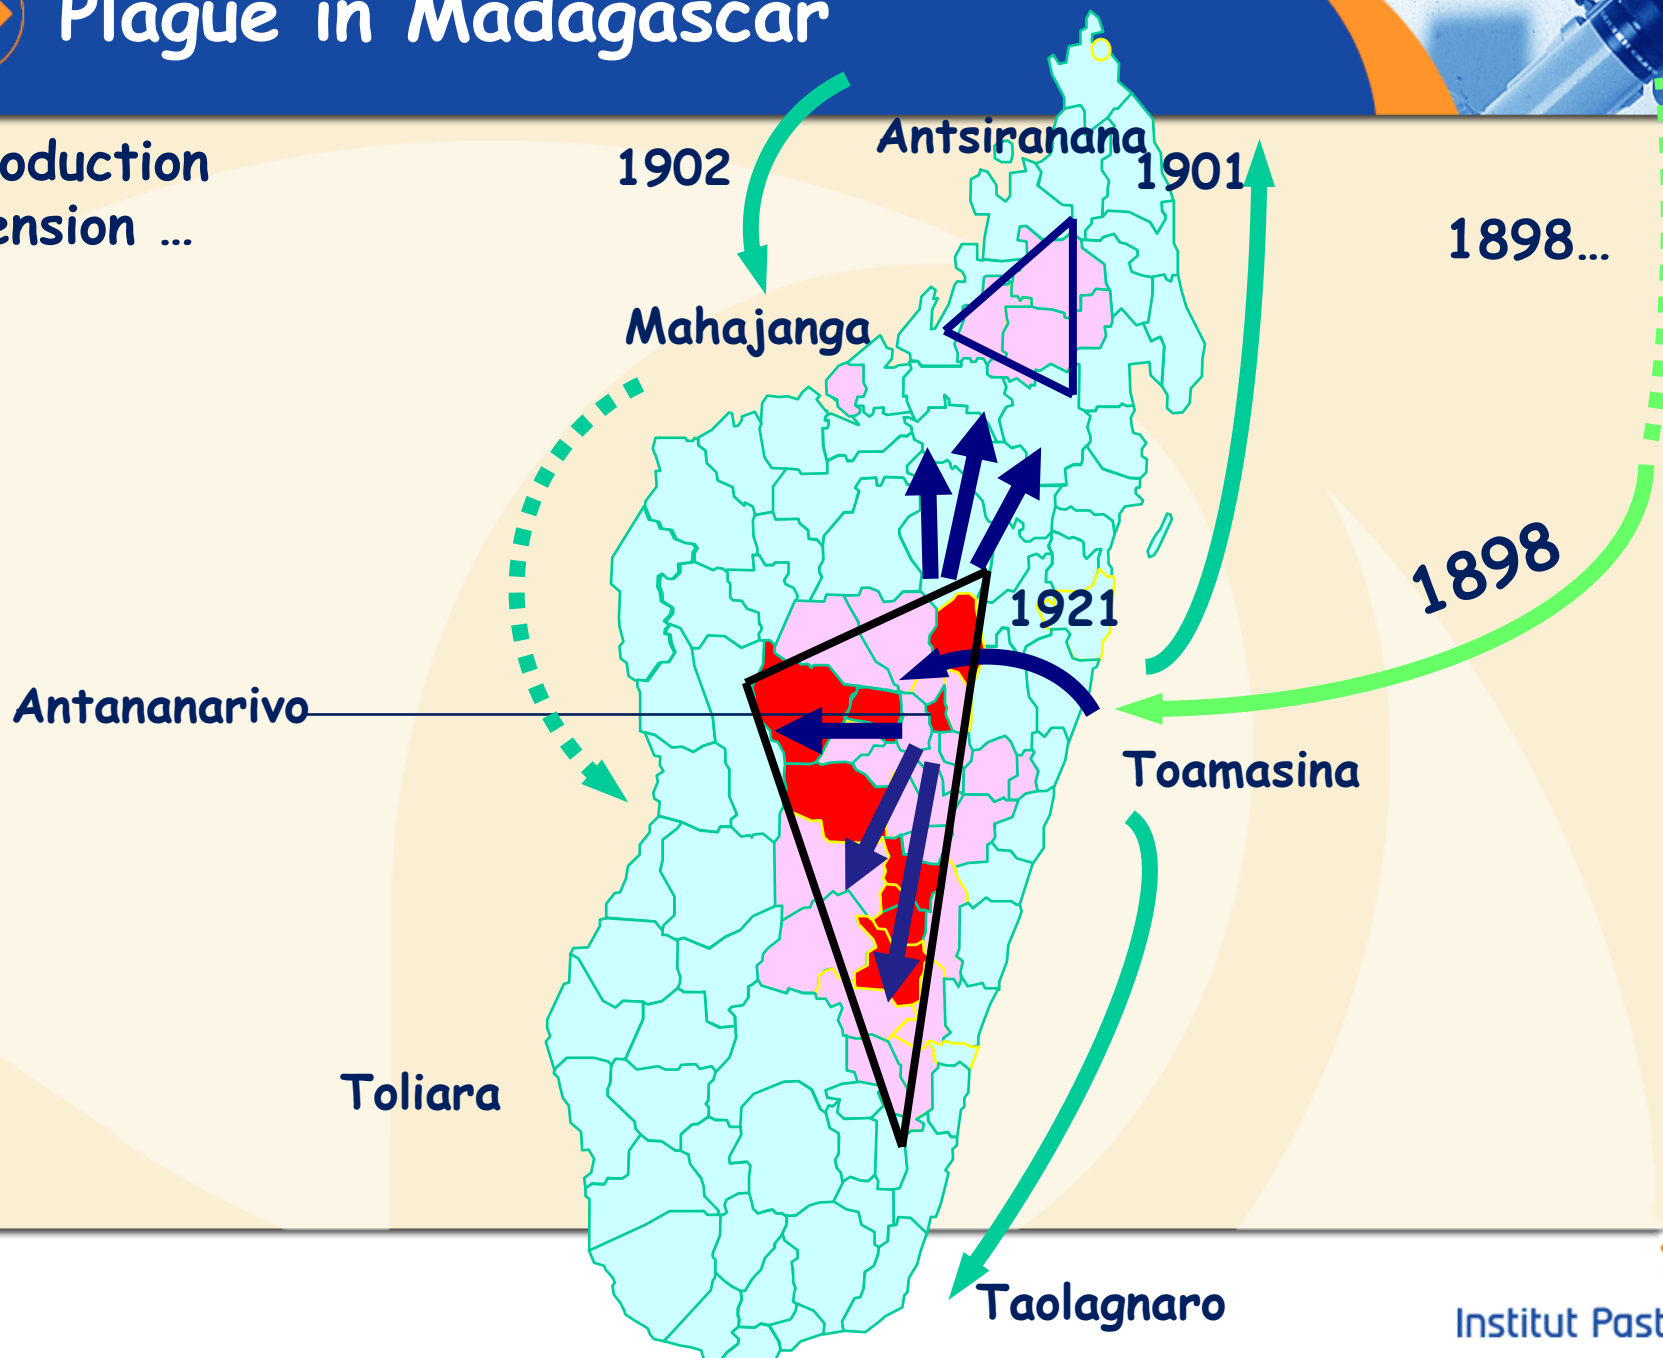 Plague in Madagascar
oduction
ension ...
1902
Antsiranana
1901
1898...
Mahajanga
1898
1921
Antananarivo
Toamasina
Toliara
Taolagnaro
Institut Past